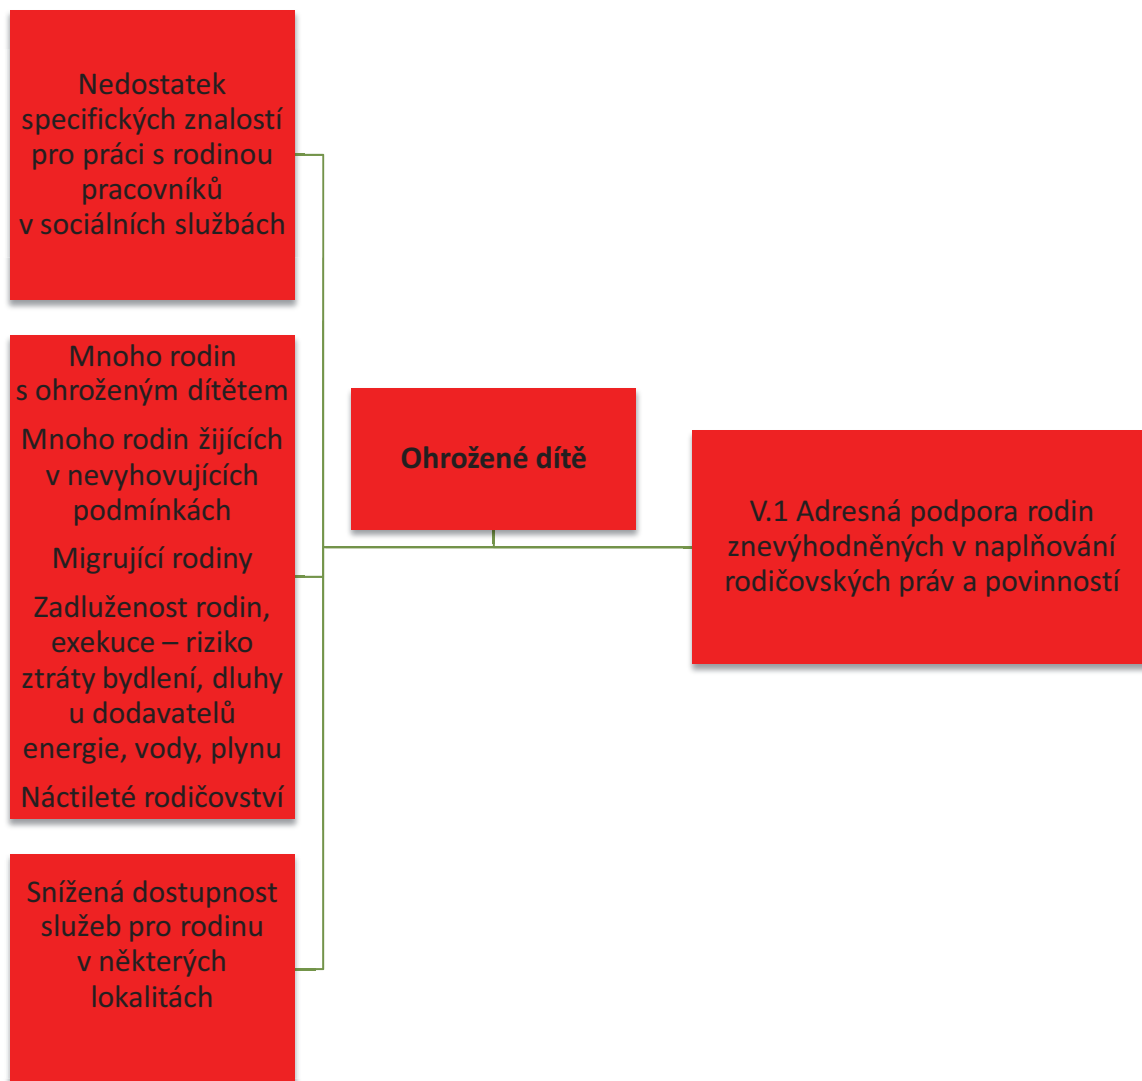 Nedostatek
specifických znalostí
pro práci s rodinou
pracovníků
v sociálních službách
Mnoho rodin
s ohroženým dítětem
Mnoho rodin žijících
v nevyhovujících
podmínkách
Migrující rodiny
Zadluženost rodin,
exekuce – riziko
ztráty bydlení, dluhy
u dodavatelů
energie, vody, plynu
Náctileté rodičovství
Snížená dostupnost
služeb pro rodinu
v některých
lokalitách
Ohrožené dítě
V.1 Adresná podpora rodin
znevýhodněných v naplňování
rodičovských práv a povinností